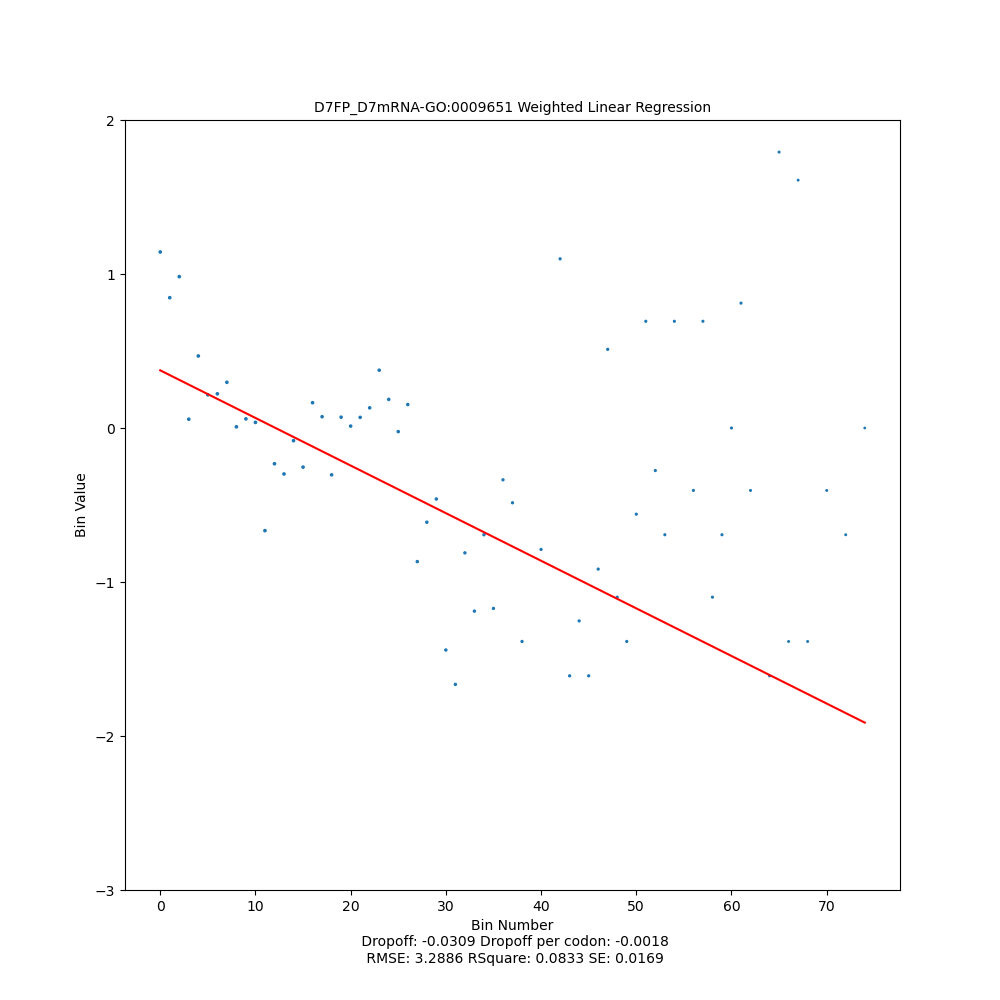 D7FP_D7mRNA-GO:0009651 Weighted Linear Regression
2
1
0
−1
−2
−3
Bin Value
0 10 20 30 40 50 60 70
Bin Number
Dropoff: -0.0309 Dropoff per codon: -0.0018
RMSE: 3.2886 RSquare: 0.0833 SE: 0.0169